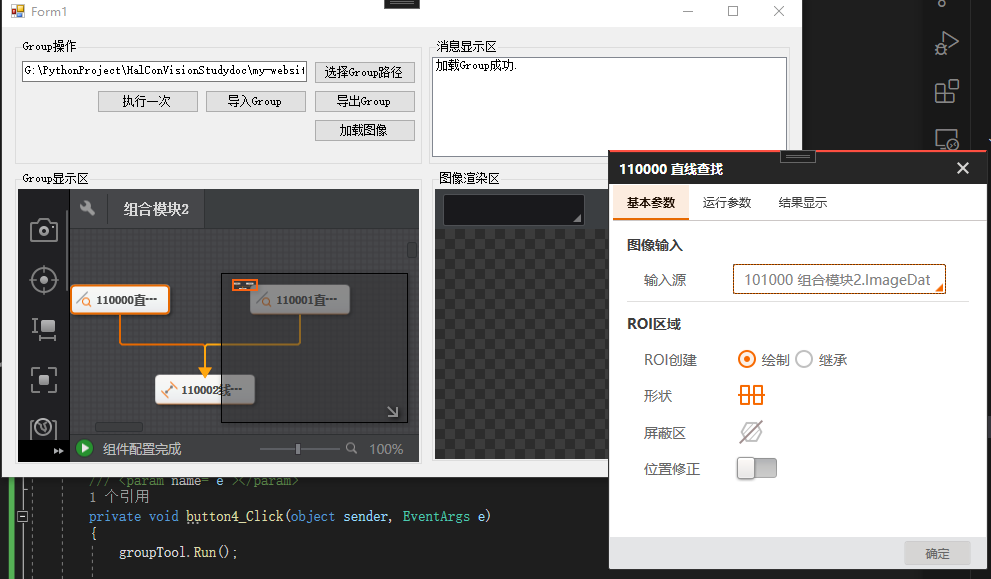 Form1
Group操作
G:\PythonProject\HalConVisionStudydoc\my-websit
选择Group路径
执行一次
导入Group
导出Group
加载图像
消息显示区
加载Group成功.
Group显示区
组合模块2
110000直···
110001直···
110002线···
组件配置完成
100%
图像渲染区
110000 直线查找
基本参数
运行参数
结果显示
图像输入
输入源
101000 组合模块2.ImageDat
ROI区域
ROI创建
绘制
继承
形状
屏蔽区
位置修正
确定
/// <param name="e"></param>
1 个引用
private void button4_Click(object sender, EventArgs e)
{
groupTool.Run();